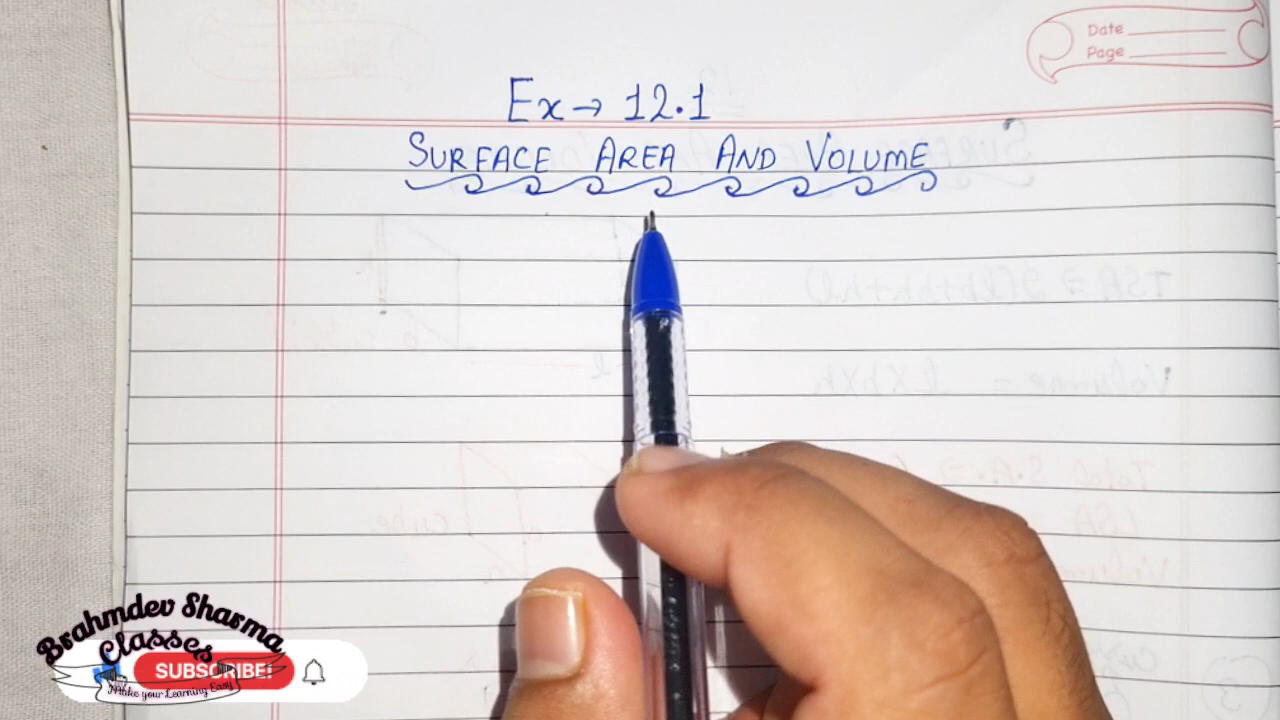 Date
Page
Ex → 12.1
SURFACE AREA AND VOLUME
Brahmdev Sharma
Classes
SUBSCRIBE!
Make your Learning Easy